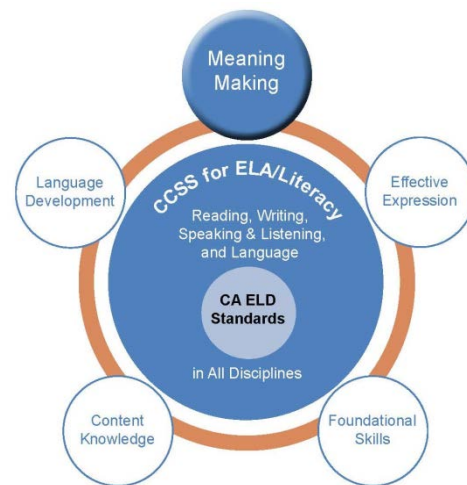 Meaning
Making
Language
Development
Effective
Expression
CCSS for ELA/Literacy
Reading, Writing,
Speaking & Listening,
and Language
CA ELD
Standards
in All Disciplines
Content
Knowledge
Foundational
Skills